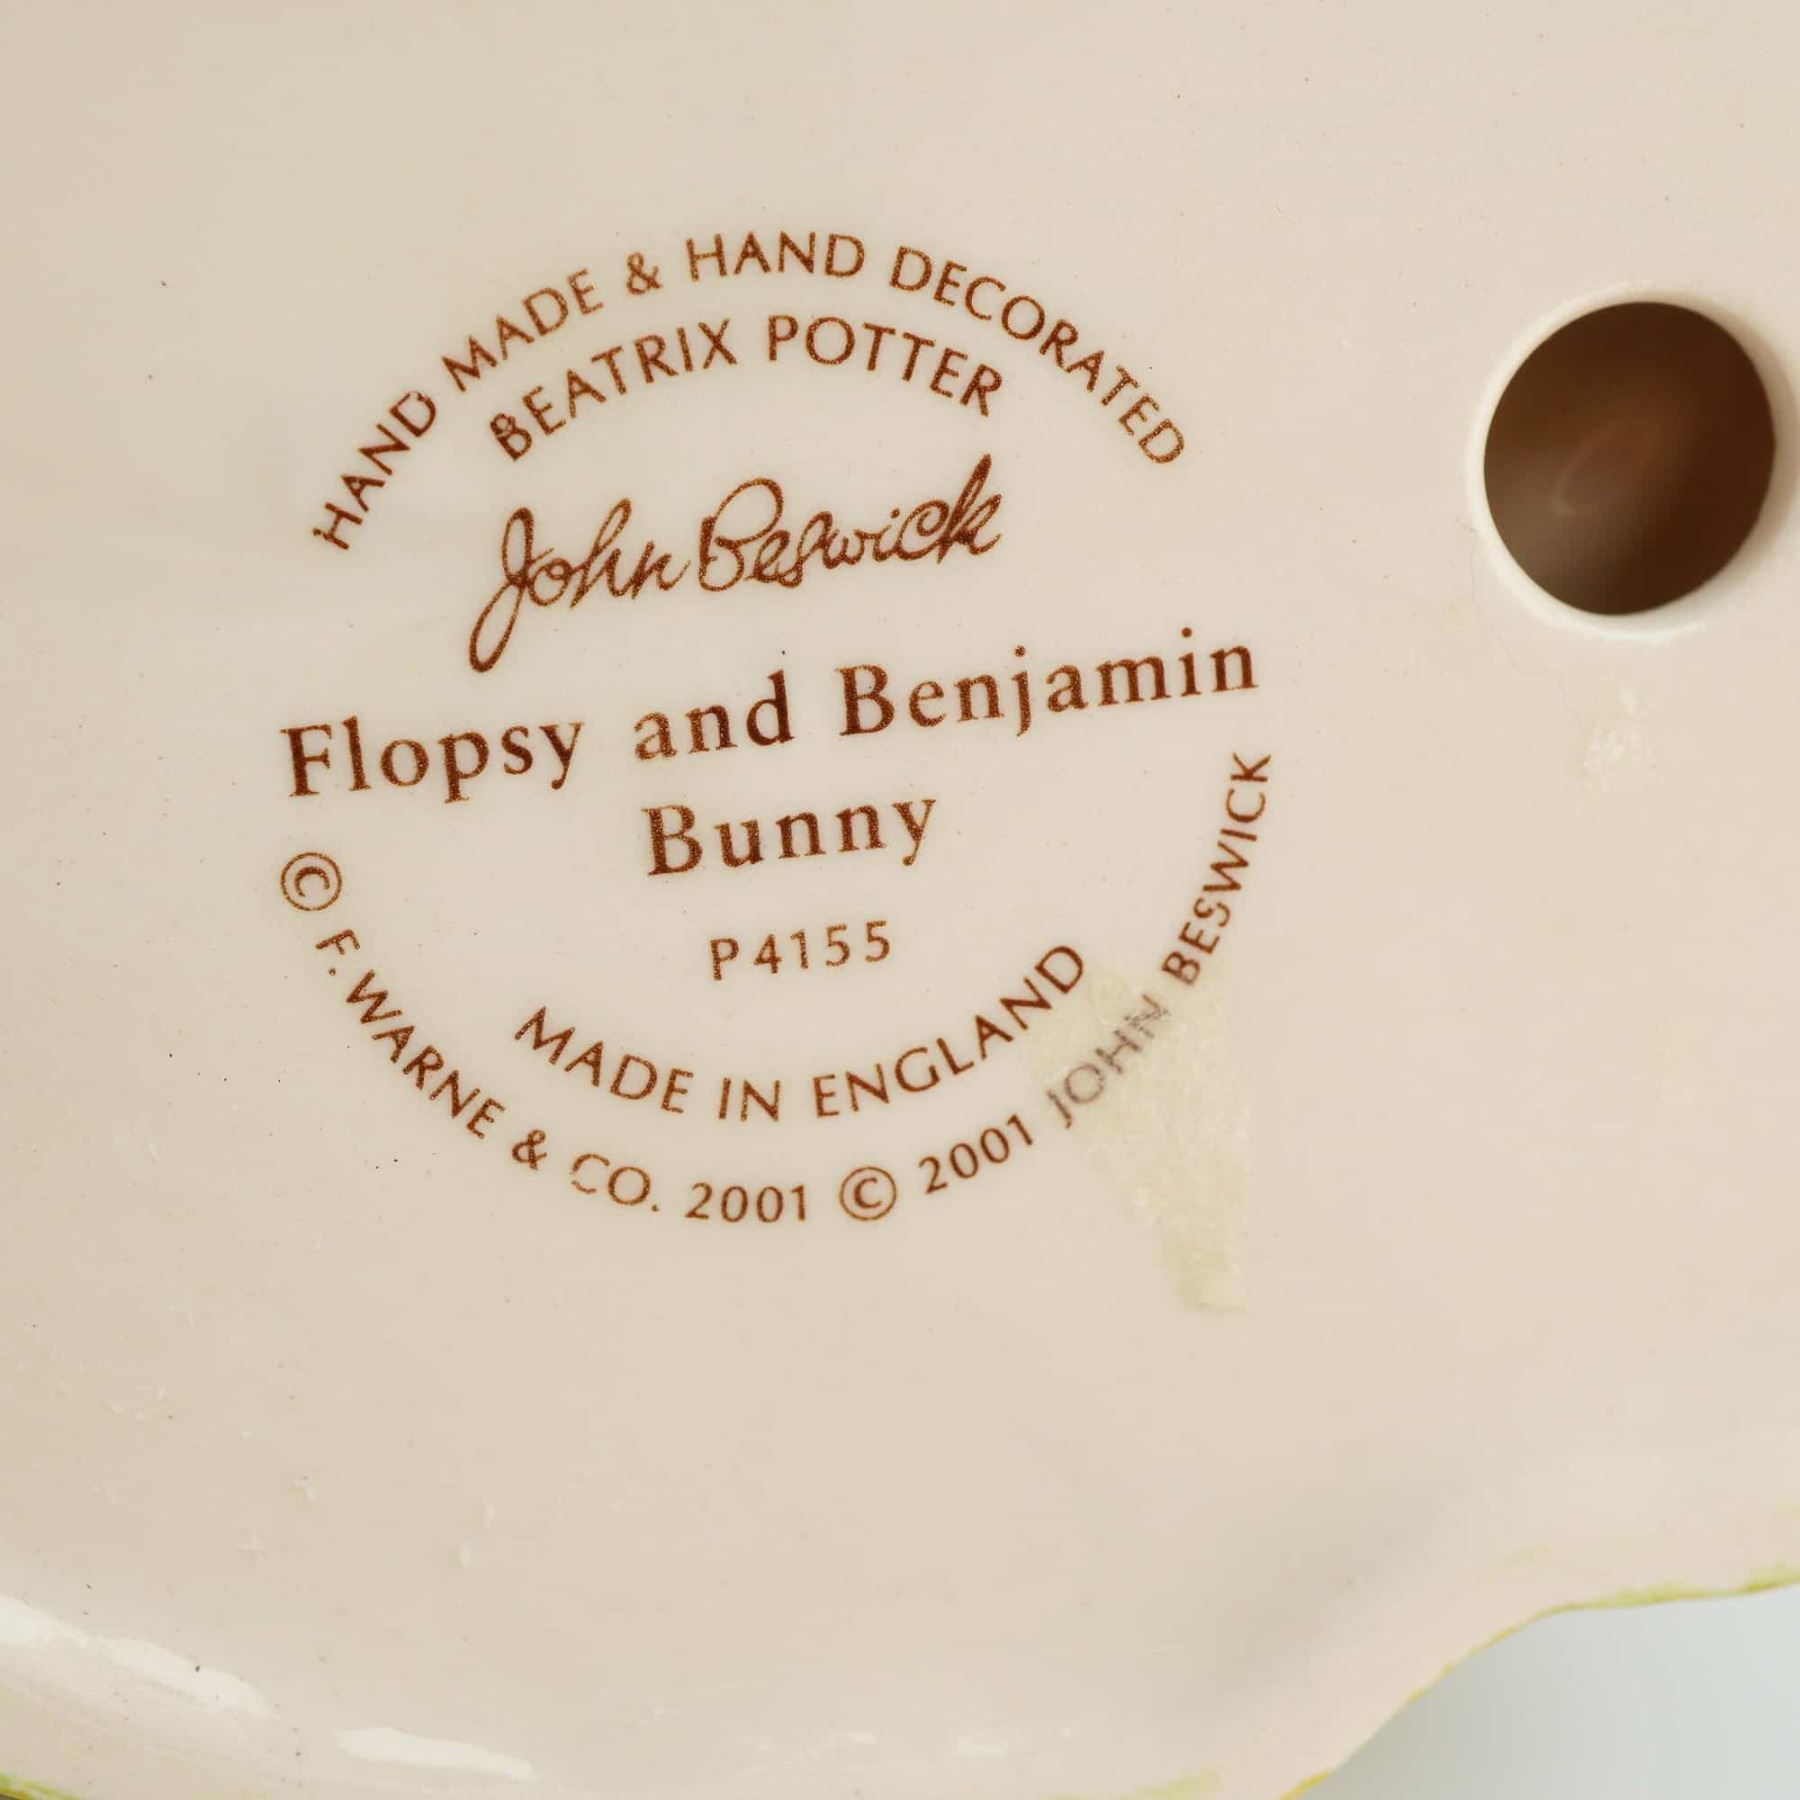 HAND MADE & HAND DECORATED
BEATRIX POTTER
John Beswick
Flopsy and Benjamin
Bunny
P4155
MADE IN ENGLAND
© F. WARNE & CO. 2001 © 2001 JOHN BESWICK